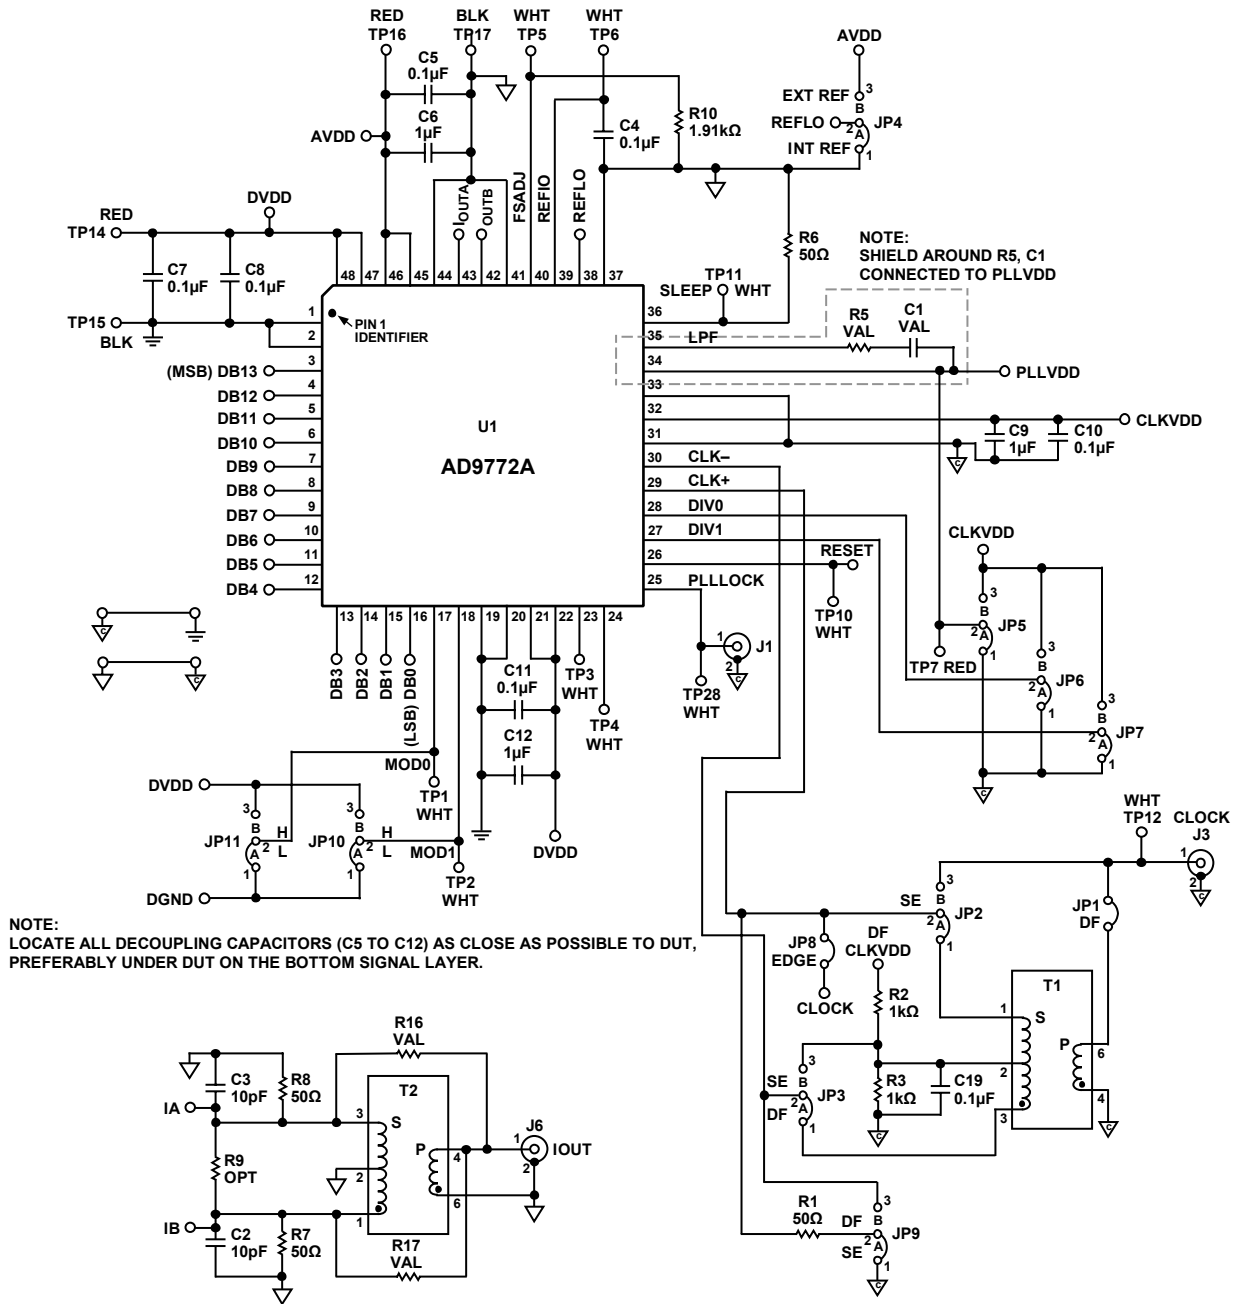 RED
TP16
BLK
TP17
WHT
TP5
WHT
TP6
AVDD
C5
0.1µF
C6
1µF
AVDD
C4
0.1µF
R10
1.91kΩ
EXT REF
3
B
REFLO
2
A
JP4
INT REF
1
DVDD
RED
TP14
C7
0.1µF
C8
0.1µF
TP15
BLK
IOUTA
OUTB
FSADJ
REFIO
REFLO
R6
50Ω
NOTE:
SHIELD AROUND R5, C1
CONNECTED TO PLLVDD
TP11
SLEEP WHT
R5
VAL
C1
VAL
48 47 46 45 44 43 42 41 40 39 38 37
PIN 1
IDENTIFIER
U1
AD9772A
1
2
3
4
5
6
7
8
9
10
11
12
(MSB) DB13
DB12
DB11
DB10
DB9
DB8
DB7
DB6
DB5
DB4
36
35
LPF
34
PLLVDD
33
32
CLKVDD
C9
1µF
C10
0.1µF
31
C
30
CLK–
29
CLK+
28
DIV0
27
DIV1
26
RESET
25
PLLLOCK
TP10
WHT
13 14 15 16 17 18 19 20 21 22 23 24
DB3
DB2
DB1
(LSB) DB0
C11
0.1µF
C12
1µF
TP3
WHT
TP4
WHT
1
2
J1
C
TP28
WHT
CLKVDD
3
B
2
A
JP5
1
TP7 RED
3
B
2
A
JP6
1
3
B
2
A
JP7
1
C
C
C
MOD0
TP1
WHT
MOD1
TP2
WHT
DVDD
DVDD
3
B
JP11
A
2
H
L
1
3
B
JP10
A
2
H
L
1
DGND
NOTE:
LOCATE ALL DECOUPLING CAPACITORS (C5 TO C12) AS CLOSE AS POSSIBLE TO DUT,
PREFERABLY UNDER DUT ON THE BOTTOM SIGNAL LAYER.
WHT
TP12
CLOCK
J3
1
2
C
SE
3
B
2
A
JP2
1
JP1
DF
JP8
EDGE
CLOCK
DF
CLKVDD
R2
1kΩ
T1
1
S
2
3
P
6
4
C
SE
3
B
2
A
JP3
DF
1
R3
1kΩ
C19
0.1µF
C
R1
50Ω
DF
3
B
2
A
JP9
SE
1
C
R16
VAL
C3
10pF
R8
50Ω
IA
T2
3
S
2
1
P
4
6
J6
1
2
IOUT
R9
OPT
IB
C2
10pF
R7
50Ω
R17
VAL